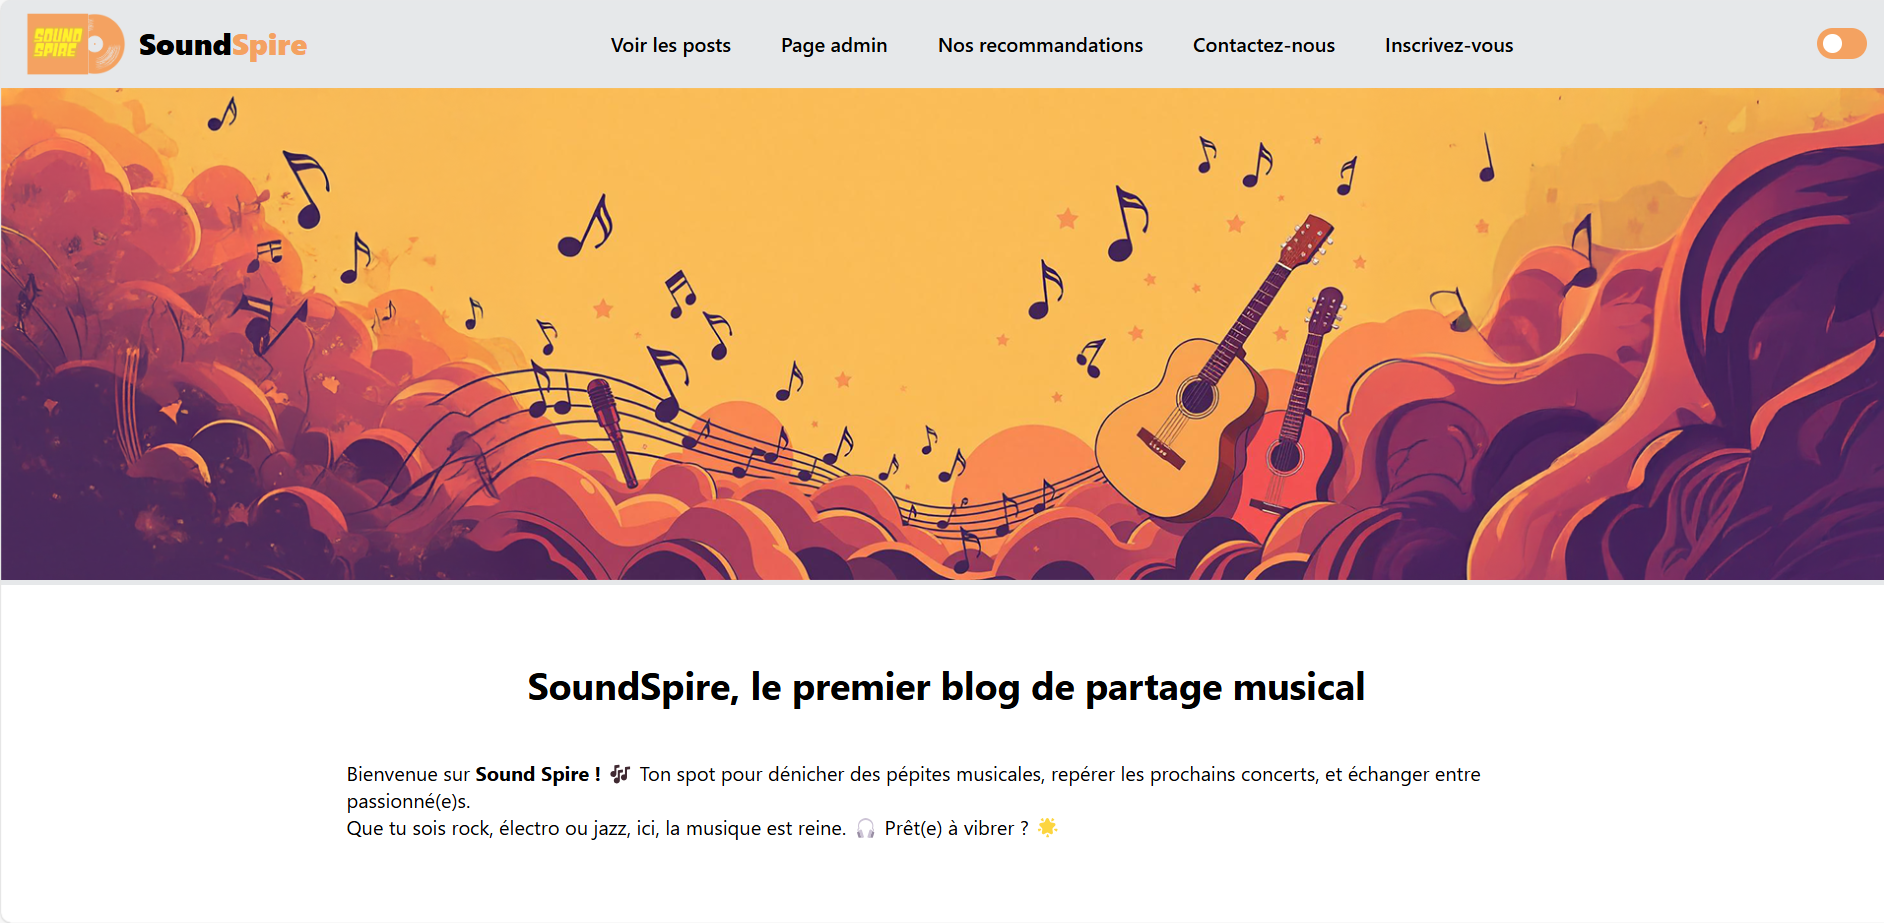 SOUND
SPIRE
SoundSpire
Voir les posts
Page admin
Nos recommandations
Contactez-nous
Inscrivez-vous
SoundSpire, le premier blog de partage musical
Bienvenue sur Sound Spire ! 🎶 Ton spot pour dénicher des pépites musicales, repérer les prochains concerts, et échanger entre
passionné(e)s.
Que tu sois rock, électro ou jazz, ici, la musique est reine. 🎧 Prêt(e) à vibrer ? 🌟